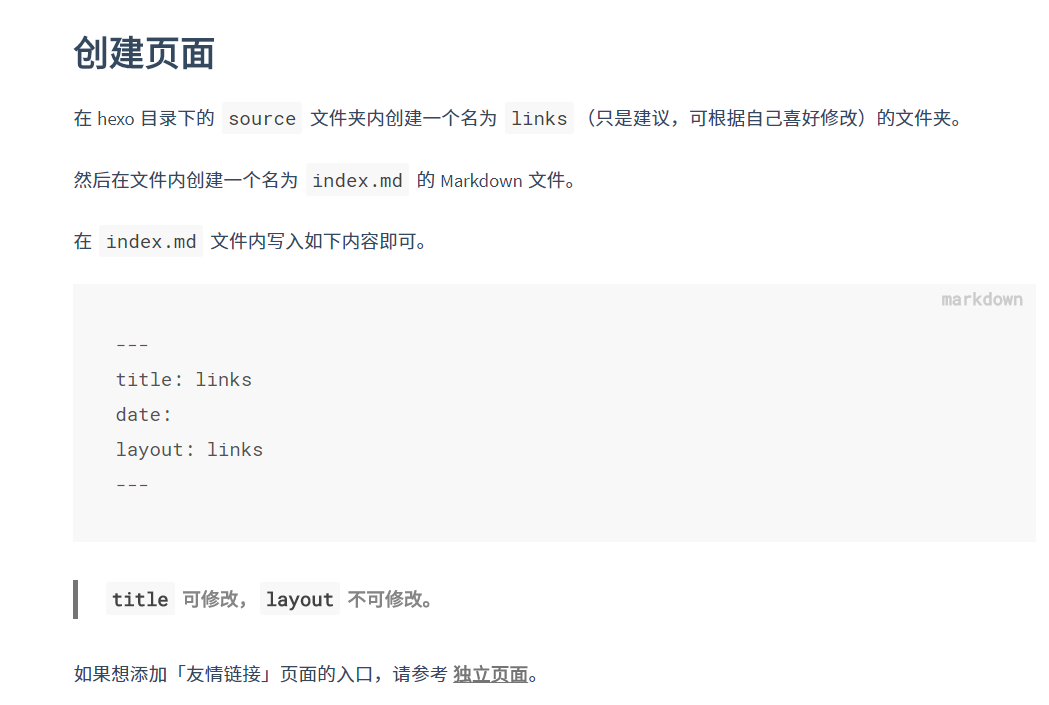 创建页面
在 hexo 目录下的 source 文件夹内创建一个名为 links （只是建议，可根据自己喜好修改）的文件夹。
然后在文件内创建一个名为 index.md 的 Markdown 文件。
在 index.md 文件内写入如下内容即可。
markdown
---
title: links
date:
layout: links
---
title 可修改， layout 不可修改。
如果想添加「友情链接」页面的入口，请参考 独立页面。